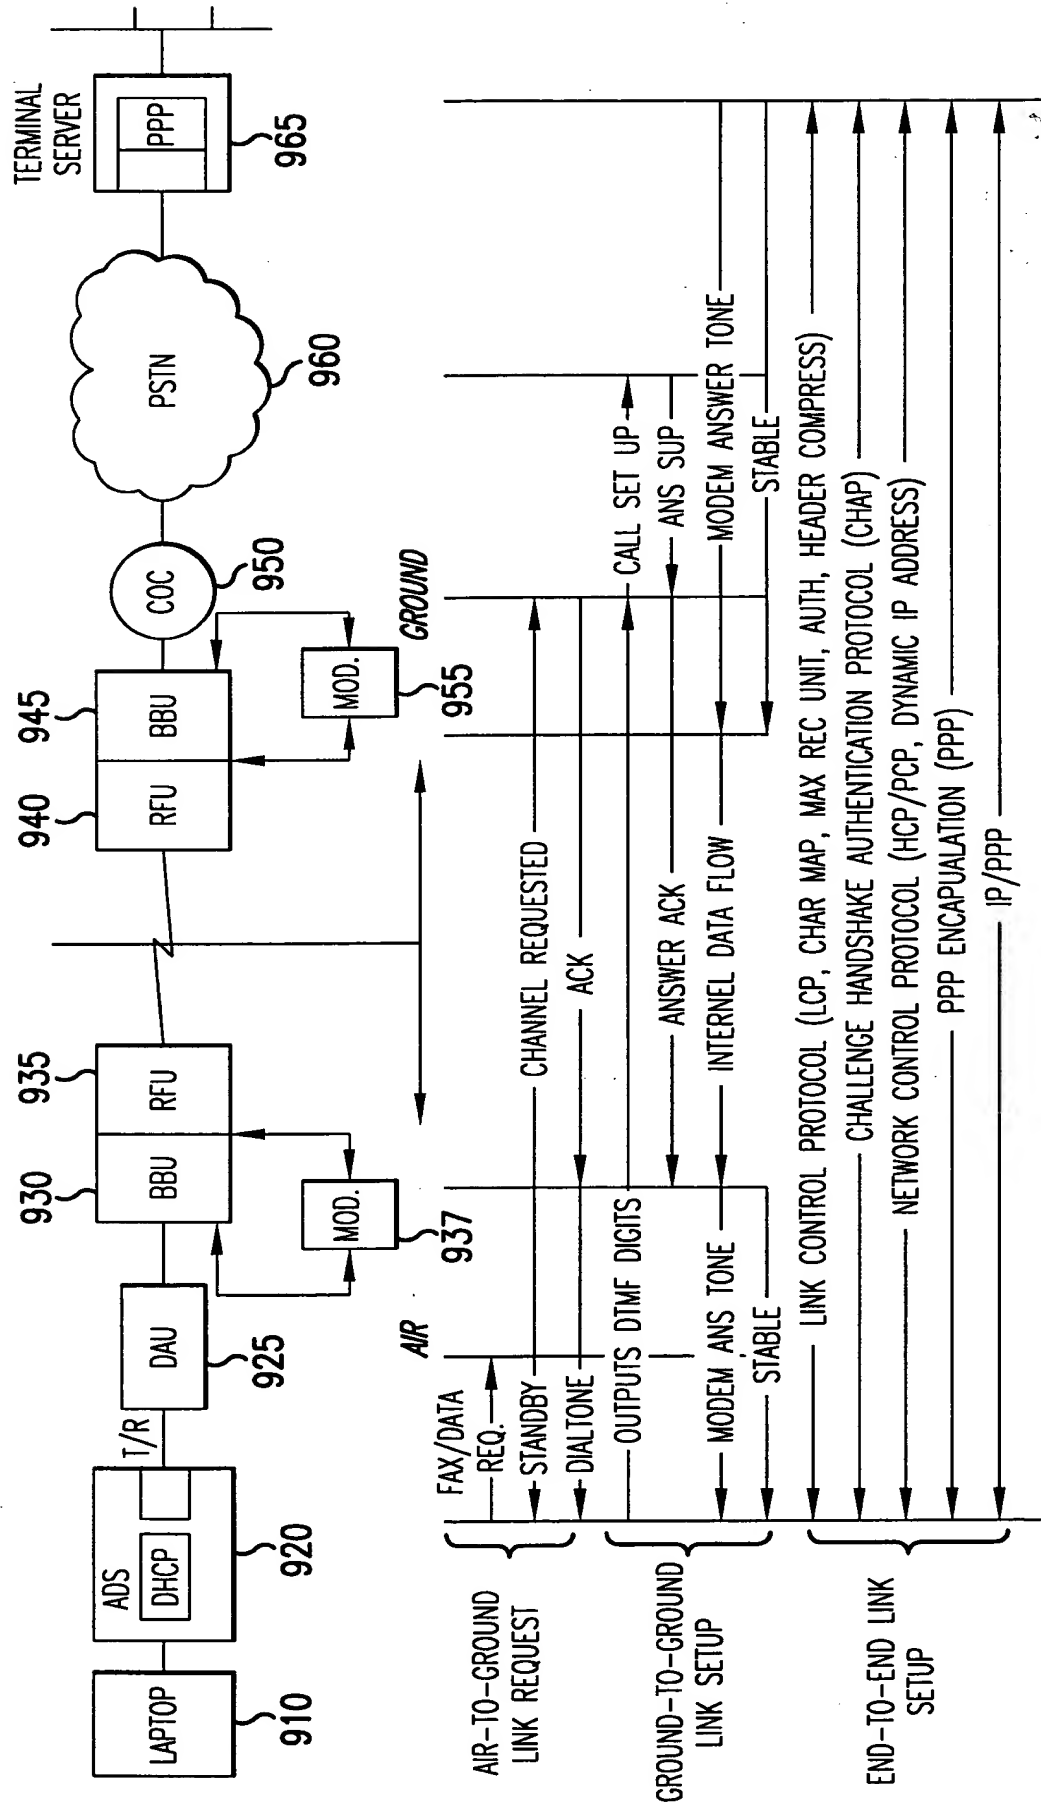 LAPTOP
910
ADS
DHCP
920
T/R
DAU
925
BBU
930
RFU
935
MOD.
937
RFU
940
BBU
945
MOD.
955
COC
950
PSTN
960
TERMINAL
SERVER
PPP
965
AIR
GROUND
AIR-TO-GROUND
LINK REQUEST
FAX/DATA
REQ.
STANDBY
CHANNEL REQUESTED
DIALTONE
ACK
GROUND-TO-GROUND
LINK SETUP
OUTPUTS DTMF DIGITS
CALL SET UP
ANSWER ACK
ANS SUP
MODEM ANS TONE
INTERNEL DATA FLOW
MODEM ANSWER TONE
STABLE
STABLE
END-TO-END LINK
SETUP
LINK CONTROL PROTOCOL (LCP, CHAR MAP, MAX REC UNIT, AUTH, HEADER COMPRESS)
CHALLENGE HANDSHAKE AUTHENTICATION PROTOCOL (CHAP)
NETWORK CONTROL PROTOCOL (HCP/PCP, DYNAMIC IP ADDRESS)
PPP ENCAPUALATION (PPP)
IP/PPP